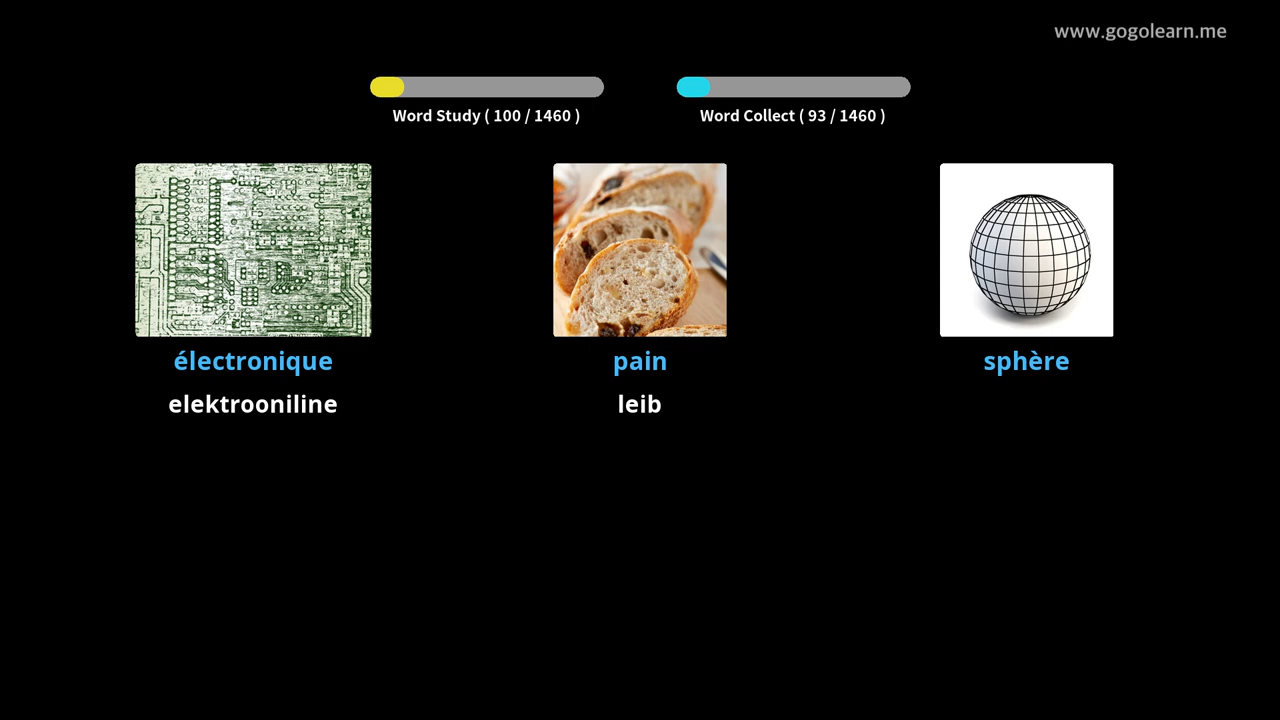 www.gogolearn.me
Word Study ( 100 / 1460 )
Word Collect ( 93 / 1460 )
électronique
pain
sphère
elektrooniline
leib